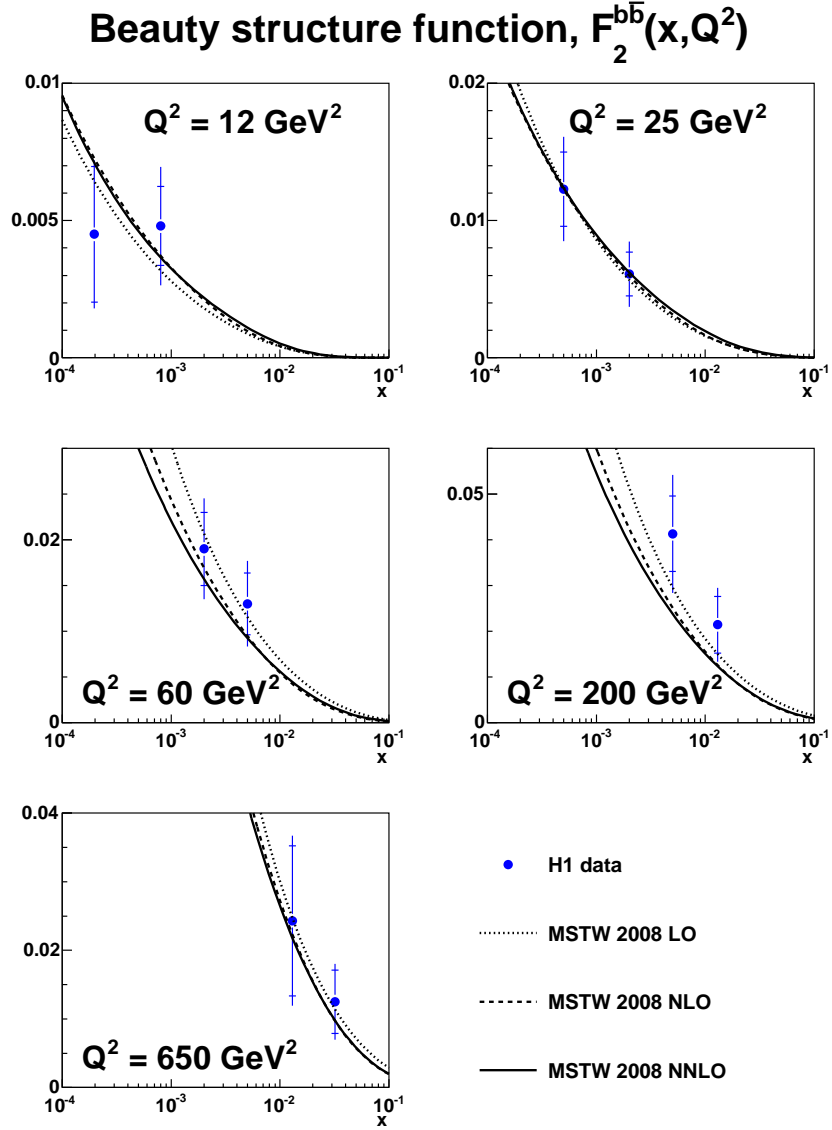 Beauty structure function, F₂^{bb̄}(x,Q²)
0.01
Q² = 12 GeV²
0.005
0
10⁻⁴ 10⁻³ 10⁻² 10⁻¹
x
0.02
Q² = 25 GeV²
0.01
0
10⁻⁴ 10⁻³ 10⁻² 10⁻¹
x
0.02
Q² = 60 GeV²
0
10⁻⁴ 10⁻³ 10⁻² 10⁻¹
x
0.05
Q² = 200 GeV²
0
10⁻⁴ 10⁻³ 10⁻² 10⁻¹
x
0.04
0.02
Q² = 650 GeV²
0
10⁻⁴ 10⁻³ 10⁻² 10⁻¹
x
H1 data
MSTW 2008 LO
MSTW 2008 NLO
MSTW 2008 NNLO